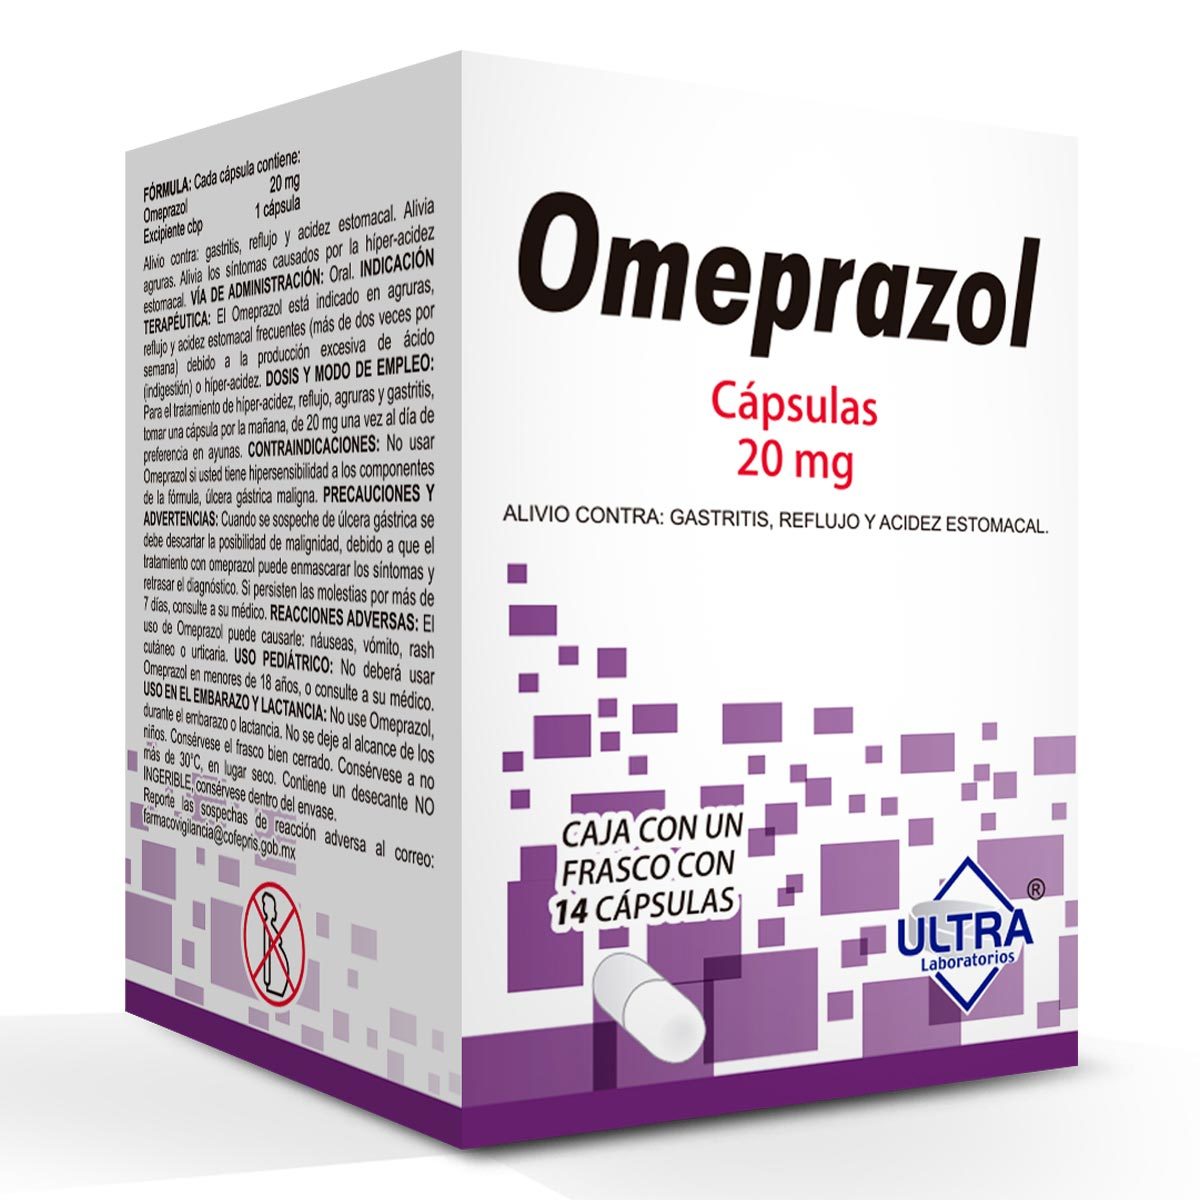 FÓRMULA: Cada cápsula contiene:
Omeprazol 20 mg
Excipiente cbp 1 cápsula
Alivio contra: gastritis, reflujo y acidez estomacal. Alivia
agruras. Alivia los síntomas causados por la híper-acidez
estomacal. VÍA DE ADMINISTRACIÓN: Oral. INDICACIÓN
TERAPÉUTICA: El Omeprazol está indicado en agruras,
reflujo y acidez estomacal frecuentes (más de dos veces por
semana) debido a la producción excesiva de ácido
(indigestión) o híper-acidez. DOSIS Y MODO DE EMPLEO:
Para el tratamiento de híper-acidez, reflujo, agruras y gastritis,
tomar una cápsula por la mañana, de 20 mg una vez al día de
preferencia en ayunas. CONTRAINDICACIONES: No usar
Omeprazol si usted tiene hipersensibilidad a los componentes
de la fórmula, úlcera gástrica maligna. PRECAUCIONES Y
ADVERTENCIAS: Cuando se sospeche de úlcera gástrica se
debe descartar la posibilidad de malignidad, debido a que el
tratamiento con omeprazol puede enmascarar los síntomas y
retrasar el diagnóstico. Si persisten las molestias por más de
7 días, consulte a su médico. REACCIONES ADVERSAS: El
uso de Omeprazol puede causarle: náuseas, vómito, rash
cutáneo o urticaria. USO PEDIÁTRICO: No deberá usar
Omeprazol en menores de 18 años, o consulte a su médico.
USO EN EL EMBARAZO Y LACTANCIA: No use Omeprazol,
durante el embarazo o lactancia. No se deje al alcance de los
niños. Consérvese el frasco bien cerrado. Consérvese a no
más de 30°C, en lugar seco. Contiene un desecante NO
INGERIBLE, consérvese dentro del envase.
Reporte las sospechas de reacción adversa al correo:
farmacovigilancia@cofepris.gob.mx
Omeprazol
Cápsulas
20 mg
ALIVIO CONTRA: GASTRITIS, REFLUJO Y ACIDEZ ESTOMACAL.
CAJA CON UN
FRASCO CON
14 CÁPSULAS
ULTRA ®
Laboratorios